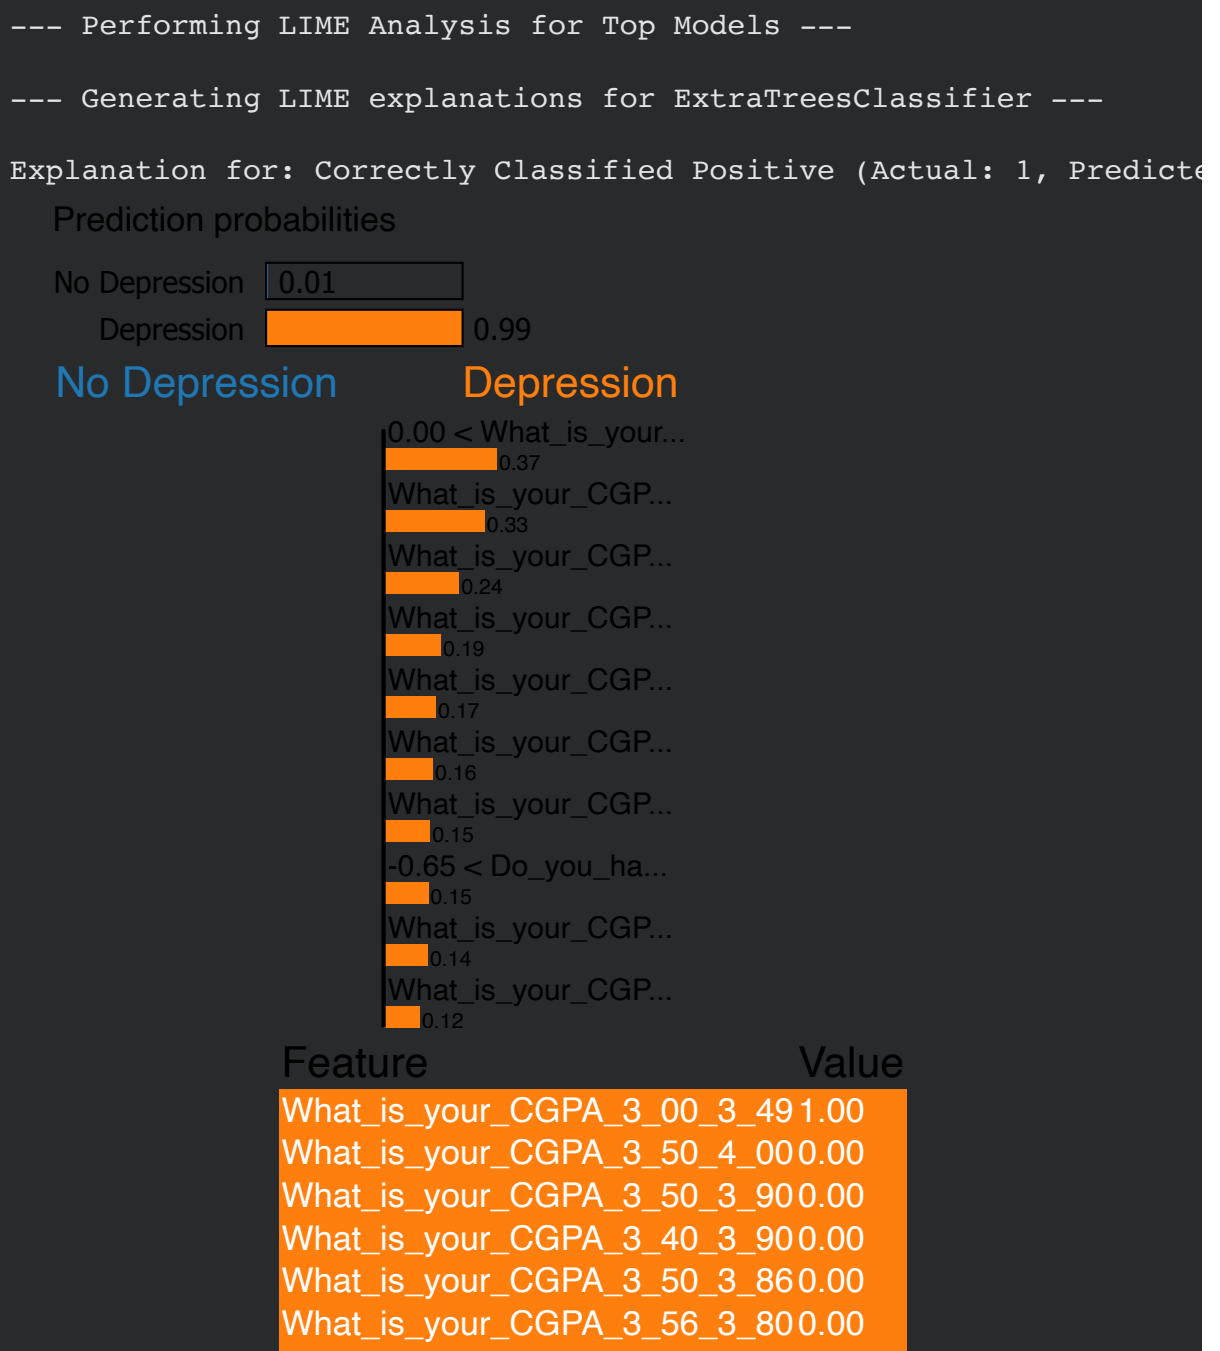 --- Performing LIME Analysis for Top Models ---
--- Generating LIME explanations for ExtraTreesClassifier ---
Explanation for: Correctly Classified Positive (Actual: 1, Predicte
Prediction probabilities
No Depression 0.01
Depression 0.99
No Depression Depression
0.00 < What_is_your...
0.37
What_is_your_CGP...
0.33
What_is_your_CGP...
0.24
What_is_your_CGP...
0.19
What_is_your_CGP...
0.17
What_is_your_CGP...
0.16
What_is_your_CGP...
0.15
-0.65 < Do_you_ha...
0.15
What_is_your_CGP...
0.14
What_is_your_CGP...
0.12
Feature Value
What_is_your_CGPA_3_00_3_49 1.00
What_is_your_CGPA_3_50_4_00 0.00
What_is_your_CGPA_3_50_3_90 0.00
What_is_your_CGPA_3_40_3_90 0.00
What_is_your_CGPA_3_50_3_86 0.00
What_is_your_CGPA_3_56_3_80 0.00